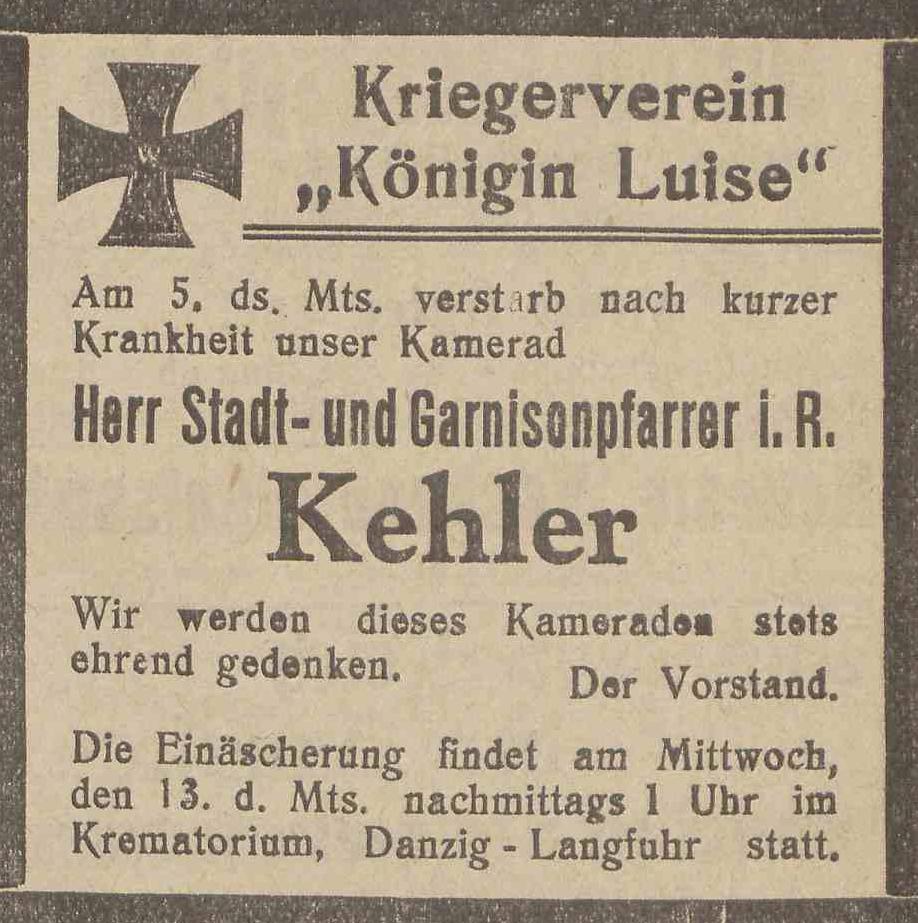 Kriegerverein
„Königin Luise“
Am 5. ds. Mts. verstarb nach kurzer
Krankheit unser Kamerad
Herr Stadt- und Garnisonpfarrer i. R.
Kehler
Wir werden dieses Kameraden stets
ehrend gedenken.
Der Vorstand.
Die Einäscherung findet am Mittwoch,
den 13. d. Mts. nachmittags 1 Uhr im
Krematorium, Danzig - Langfuhr statt.